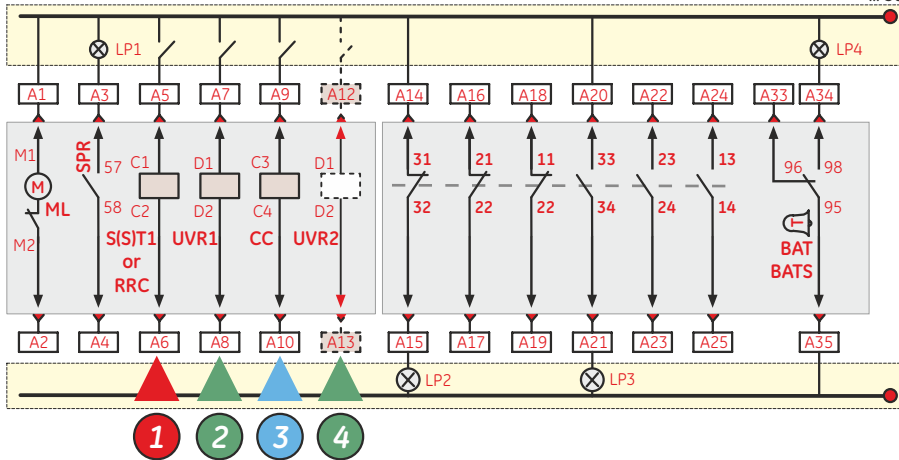 LP1
LP4
A1 A3 A5 A7 A9 A12 A14 A16 A18 A20 A22 A24 A33 A34
M1 SPR 57 C1 D1 C3 D1 31 21 11 33 23 13 96 98
M
ML
58 C2 D2 C4 D2 32 22 22 34 24 14 95
M2
S(S)T1 UVR1 CC UVR2
or
RRC
T
BAT
BATS
A2 A4 A6 A8 A10 A13 A15 A17 A19 A21 A23 A25 A35
LP2 LP3
1 2 3 4